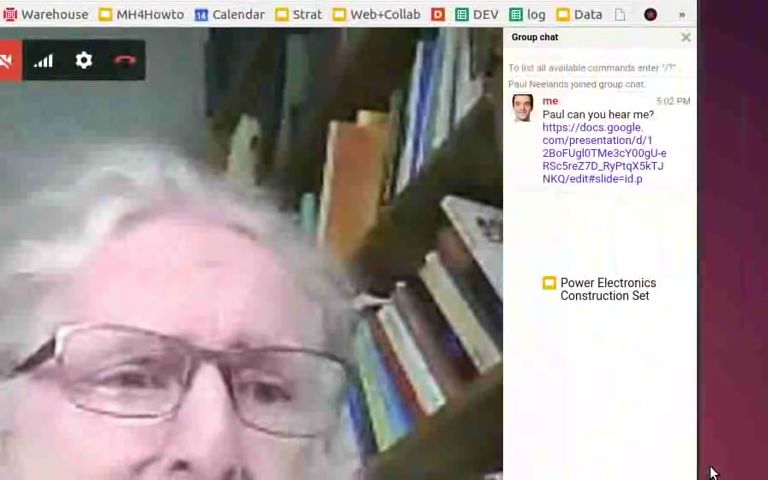 Warehouse MH4Howto Calendar Strat Web+Collab D DEV log Data »
14
Group chat
To list all available commands enter "/?".
Paul Neelands joined group chat.
me 5:02 PM
Paul can you hear me?
https://docs.google.
com/presentation/d/1
2BoFUgl0TMe3cY00gU-e
RSc5reZ7D_RyPtqX5kTJ
NKQ/edit#slide=id.p
Power Electronics
Construction Set